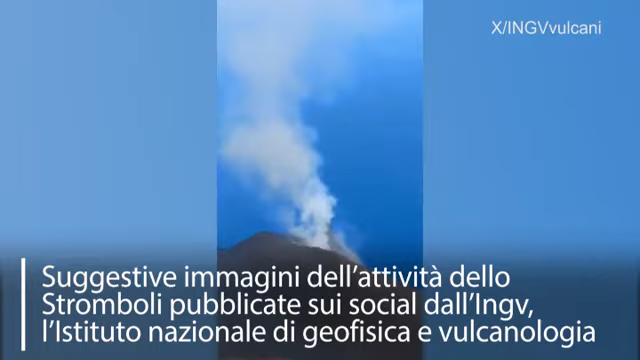 X/INGVvulcani
Suggestive immagini dell'attività dello
Stromboli pubblicate sui social dall'Ingv,
l'Istituto nazionale di geofisica e vulcanologia